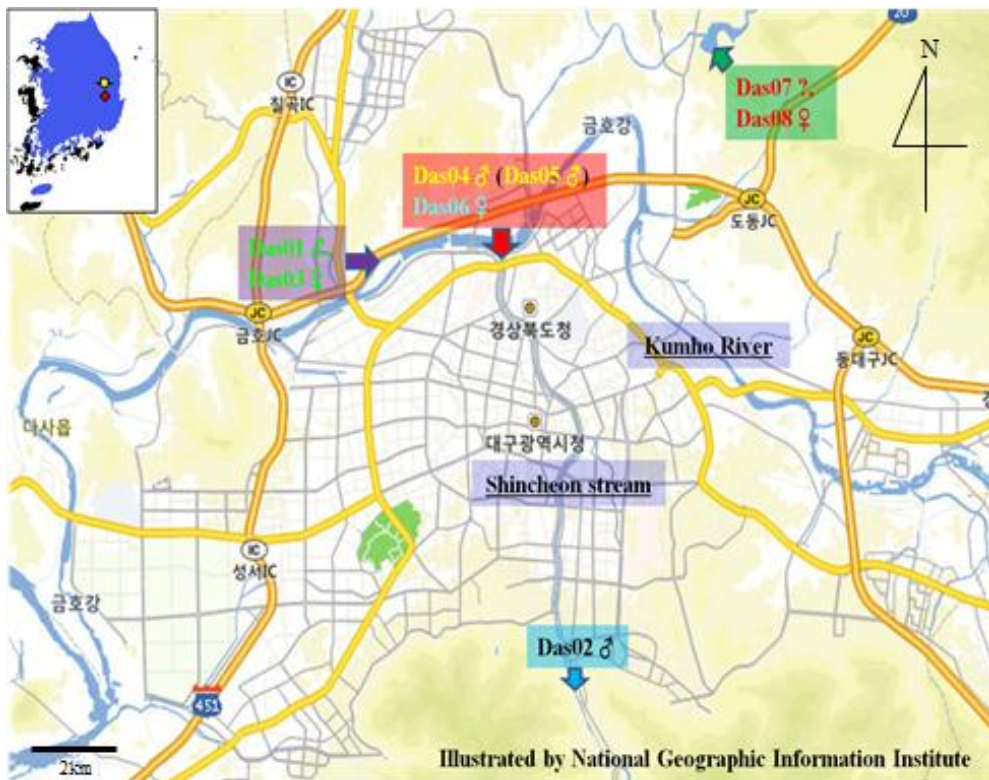 20
N
IC
칠곡IC
금호강
Das07 ?,
Das08 ♀
Das04 ♂ (Das05 ♂)
Das06 ♀
JC
도동JC
Das01 ♂,
Das03 ♀
JC
금호JC
경상북도청
Kumho River
JC
동대구JC
다사읍
대구광역시청
Shincheon stream
IC
성서IC
금호강
Das02 ♂
451
2km
Illustrated by National Geographic Information Institute